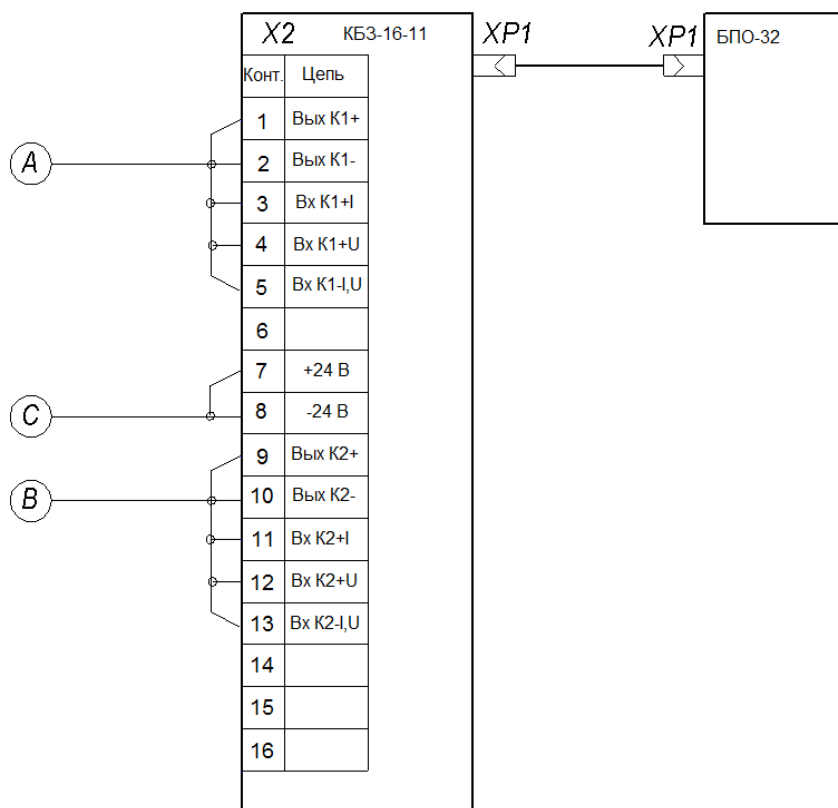 X2 КБЗ-16-11 XP1 XP1 БПО-32
Конт. Цепь
1 Вых К1+
A 2 Вых К1-
3 Вх К1+I
4 Вх К1+U
5 Вх К1-I,U
6
7 +24 В
C 8 -24 В
9 Вых К2+
B 10 Вых К2-
11 Вх К2+I
12 Вх К2+U
13 Вх К2-I,U
14
15
16